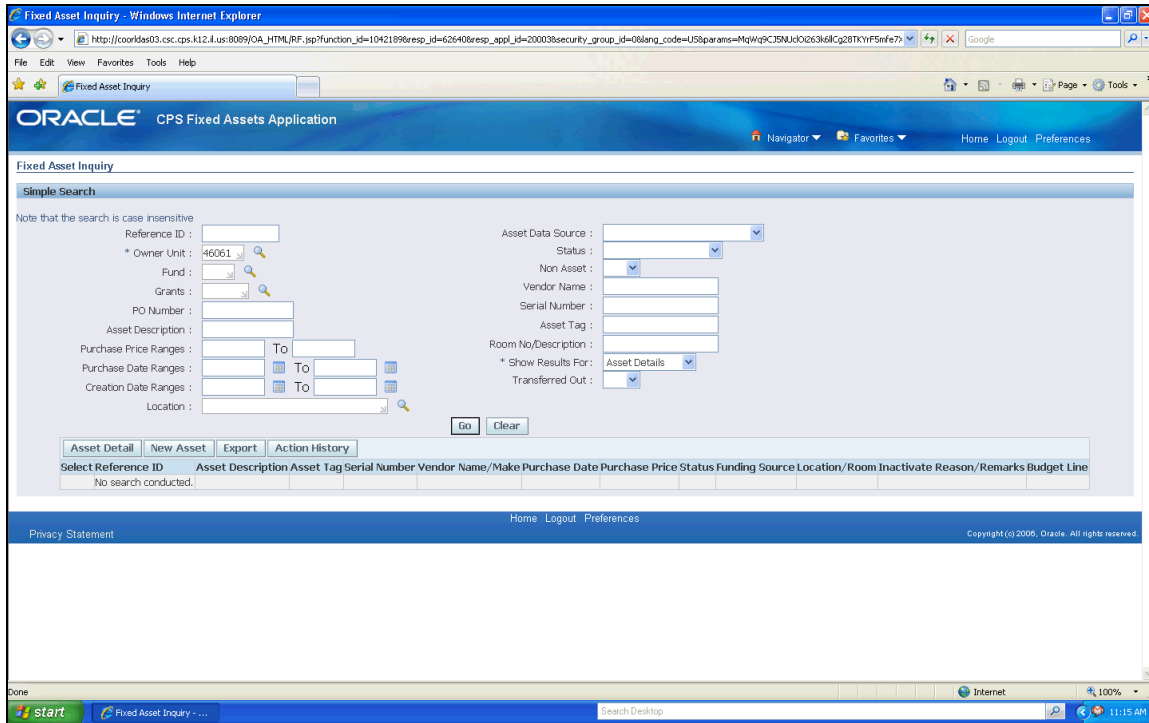 Fixed Asset Inquiry - Windows Internet Explorer
Google
File Edit View Favorites Tools Help
Fixed Asset Inquiry
Page Tools
ORACLE CPS Fixed Assets Application
Navigator Favorites Home Logout Preferences
Fixed Asset Inquiry
Simple Search
Note that the search is case insensitive
Reference ID :
* Owner Unit : 46061
Fund :
Grants :
PO Number :
Asset Description :
Purchase Price Ranges : To
Purchase Date Ranges : To
Creation Date Ranges : To
Location :
Asset Data Source :
Status :
Non Asset :
Vendor Name :
Serial Number :
Asset Tag :
Room No/Description :
* Show Results For: Asset Details
Transferred Out :
Go Clear
Asset Detail New Asset Export Action History
Select Reference ID Asset Description Asset Tag Serial Number Vendor Name/Make Purchase Date Purchase Price Status Funding Source Location/Room Inactivate Reason/Remarks Budget Line
No search conducted.
Home Logout Preferences
Privacy Statement
Copyright (c) 2006, Oracle. All rights reserved.
Done
Internet 100%
start Fixed Asset Inquiry - ... Search Desktop 11:15 AM